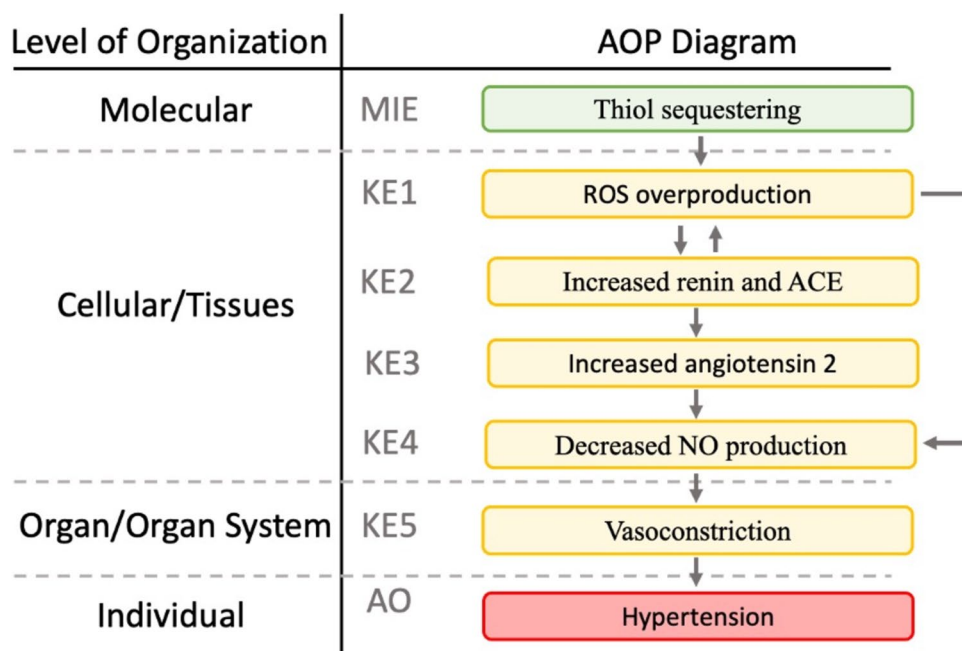 Level of Organization AOP Diagram
Molecular MIE Thiol sequestering
KE1 ROS overproduction
KE2 Increased renin and ACE
Cellular/Tissues
KE3 Increased angiotensin 2
KE4 Decreased NO production
Organ/Organ System KE5 Vasoconstriction
Individual AO Hypertension